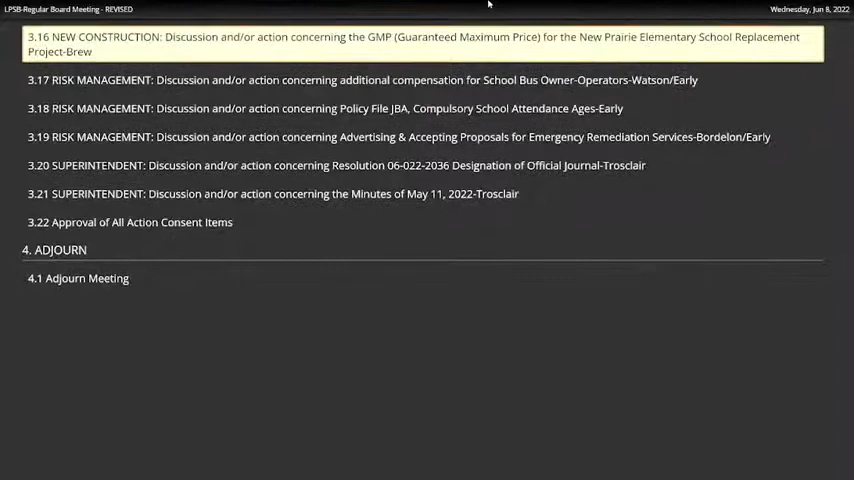 LPSB-Regular Board Meeting - REVISED
Wednesday, Jun 8, 2022
3.16 NEW CONSTRUCTION: Discussion and/or action concerning the GMP (Guaranteed Maximum Price) for the New Prairie Elementary School Replacement
Project-Brew
3.17 RISK MANAGEMENT: Discussion and/or action concerning additional compensation for School Bus Owner-Operators-Watson/Early
3.18 RISK MANAGEMENT: Discussion and/or action concerning Policy File JBA, Compulsory School Attendance Ages-Early
3.19 RISK MANAGEMENT: Discussion and/or action concerning Advertising & Accepting Proposals for Emergency Remediation Services-Bordelon/Early
3.20 SUPERINTENDENT: Discussion and/or action concerning Resolution 06-022-2036 Designation of Official Journal-Trosclair
3.21 SUPERINTENDENT: Discussion and/or action concerning the Minutes of May 11, 2022-Trosclair
3.22 Approval of All Action Consent Items
4. ADJOURN
4.1 Adjourn Meeting